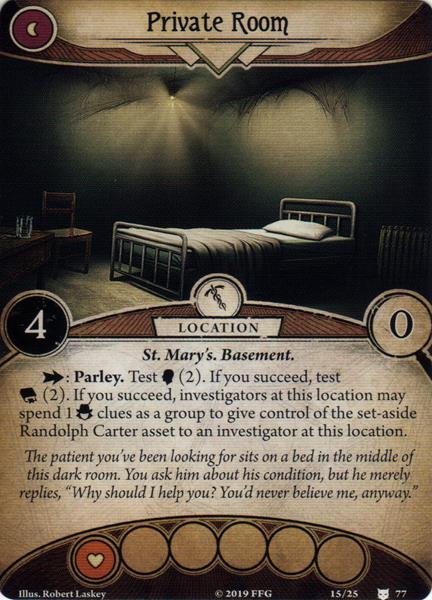 Private Room
4
LOCATION
0
St. Mary's. Basement.
: Parley. Test (2). If you succeed, test
(2). If you succeed, investigators at this location may
spend 1 clues as a group to give control of the set-aside
Randolph Carter asset to an investigator at this location.
The patient you've been looking for sits on a bed in the middle of
this dark room. You ask him about his condition, but he merely
replies, "Why should I help you? You'd never believe me, anyway."
Illus. Robert Laskey © 2019 FFG 15/25 77